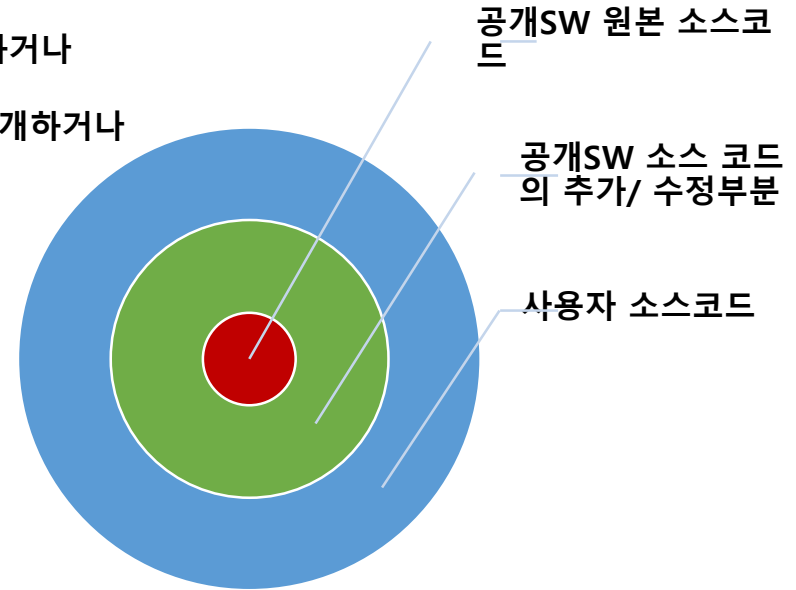 공개SW 원본 소스코
드
하거나
개하거나
공개SW 소스 코드
의 추가/ 수정부분
사용자 소스코드